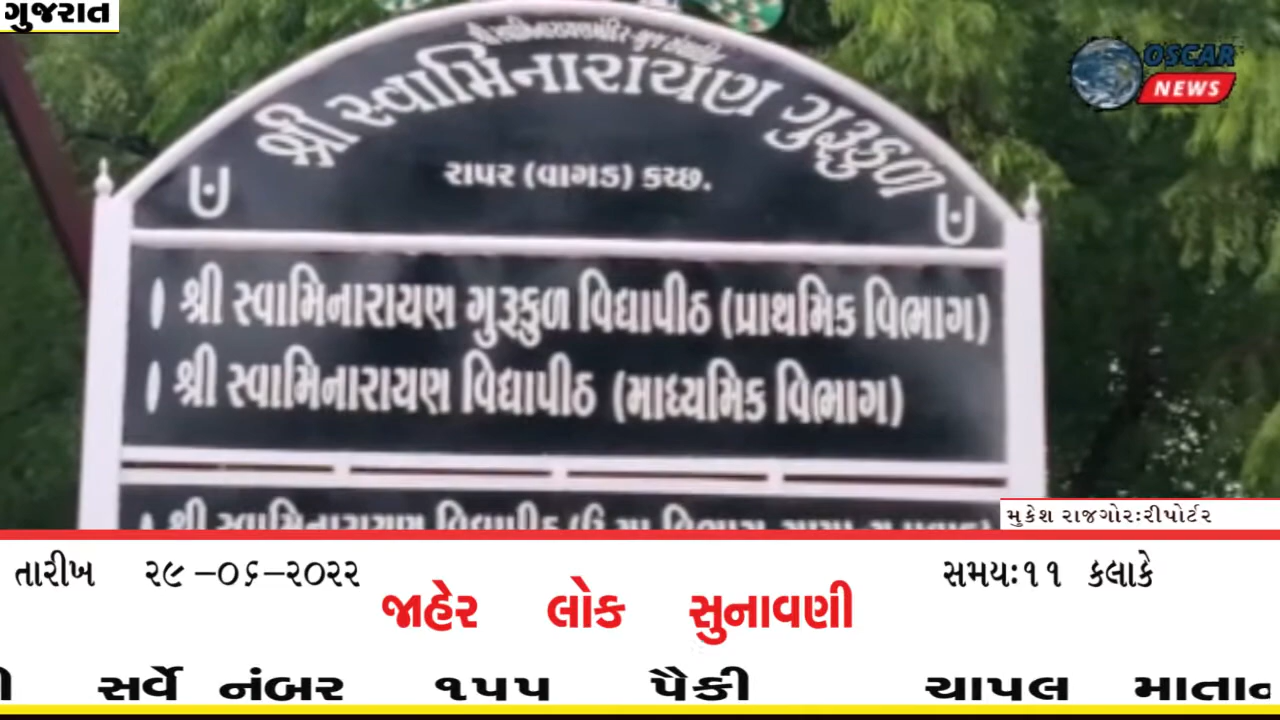 ગુજરાત
OSCAR
NEWS
શ્રી સ્વામિનારાયણ ગુરૂકુળ
રાપર (વાગડ) કચ્છ.
શ્રી સ્વામિનારાયણ ગુરૂકુળ વિદ્યાપીઠ (પ્રાથમિક વિભાગ)
શ્રી સ્વામિનારાયણ વિદ્યાપીઠ (માધ્યમિક વિભાગ)
શ્રી સ્વામિનારાયણ વિદ્યાપીઠ
મુકેશ રાજગોરઃરીપોર્ટર
તારીખ ૨૯-૦૬-૨૦૨૨
સમયઃ૧૧ કલાકે
જાહેર લોક સુનાવણી
સર્વે નંબર ૧૫૫ પૈકી ચાપલ